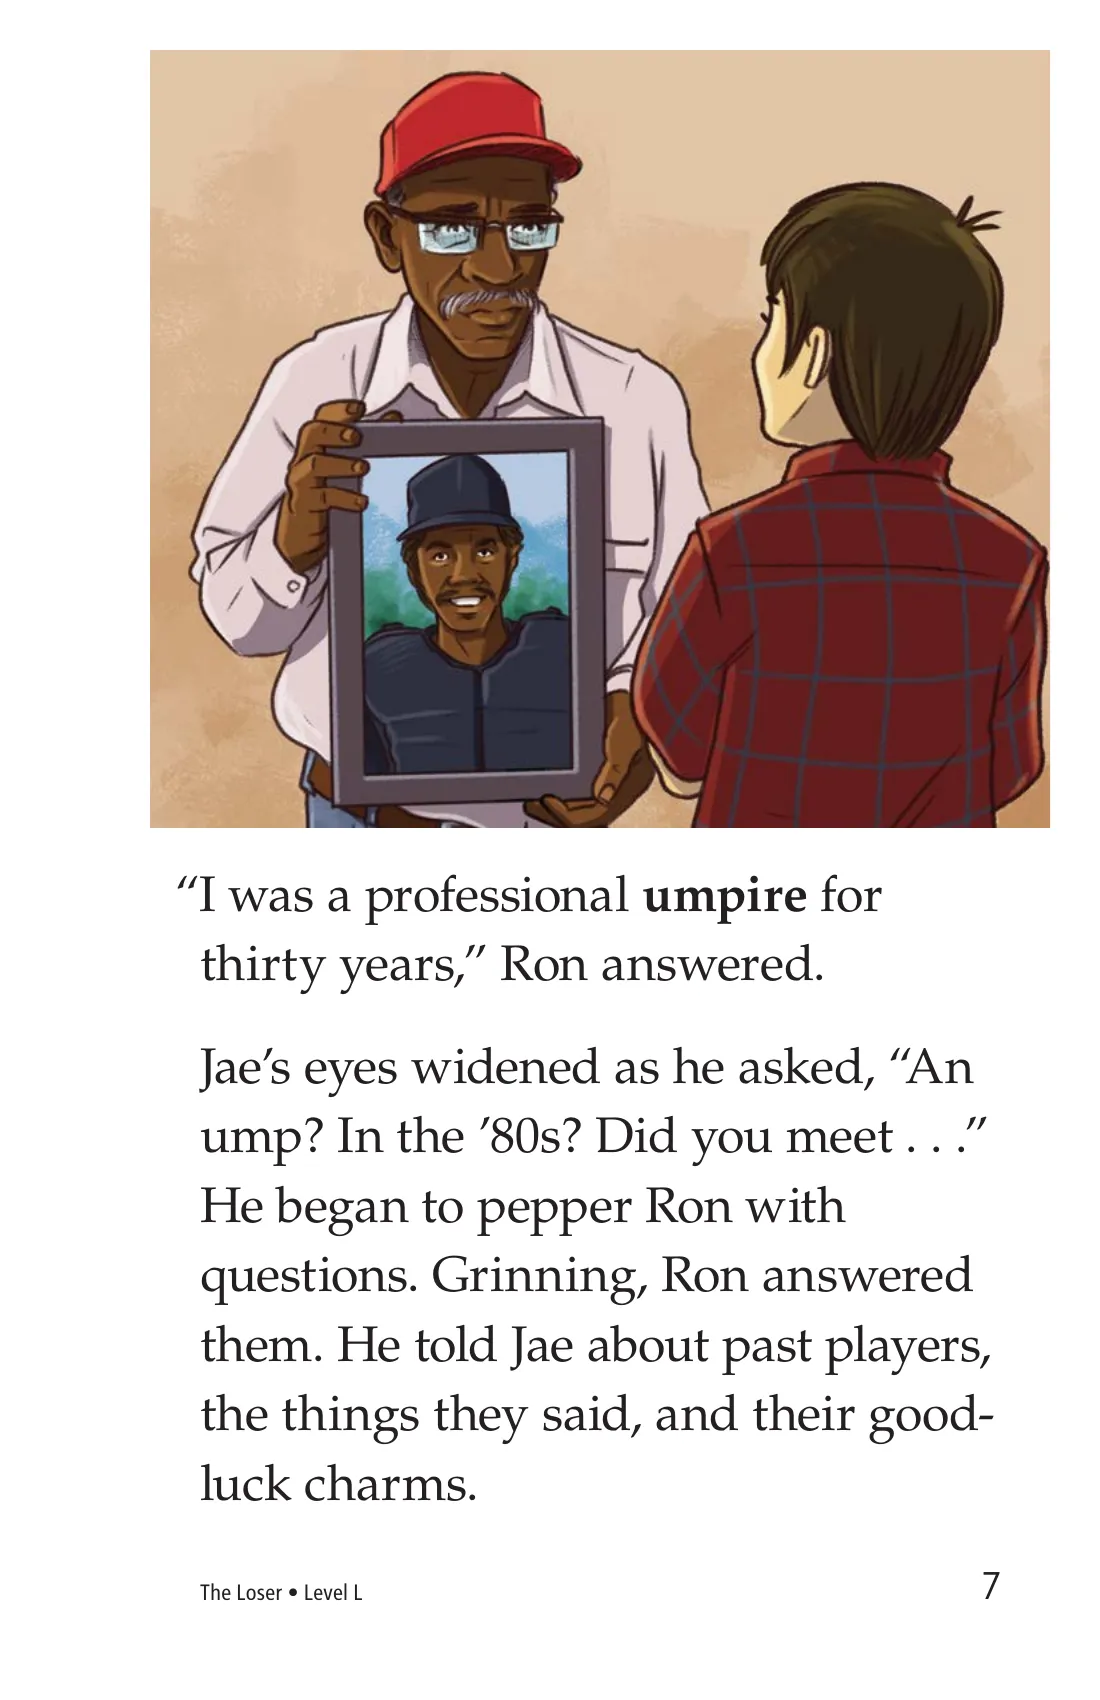 “I was a professional umpire for
thirty years,” Ron answered.
Jae’s eyes widened as he asked, “An
ump? In the ’80s? Did you meet . . .”
He began to pepper Ron with
questions. Grinning, Ron answered
them. He told Jae about past players,
the things they said, and their good-
luck charms.
The Loser • Level L
7